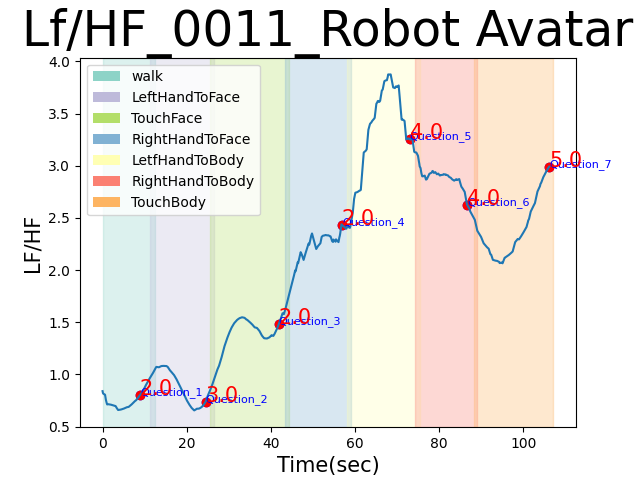 Lf/HF_0011_Robot Avatar
4.0
3.5
3.0
2.5
2.0
1.5
1.0
0.5
LF/HF
walk
LeftHandToFace
TouchFace
RightHandToFace
LetfHandToBody
RightHandToBody
TouchBody
2.0
Question_1
3.0
Question_2
2.0
Question_3
2.0
Question_4
4.0
Question_5
4.0
Question_6
5.0
Question_7
0
20
40
60
80
100
Time(sec)